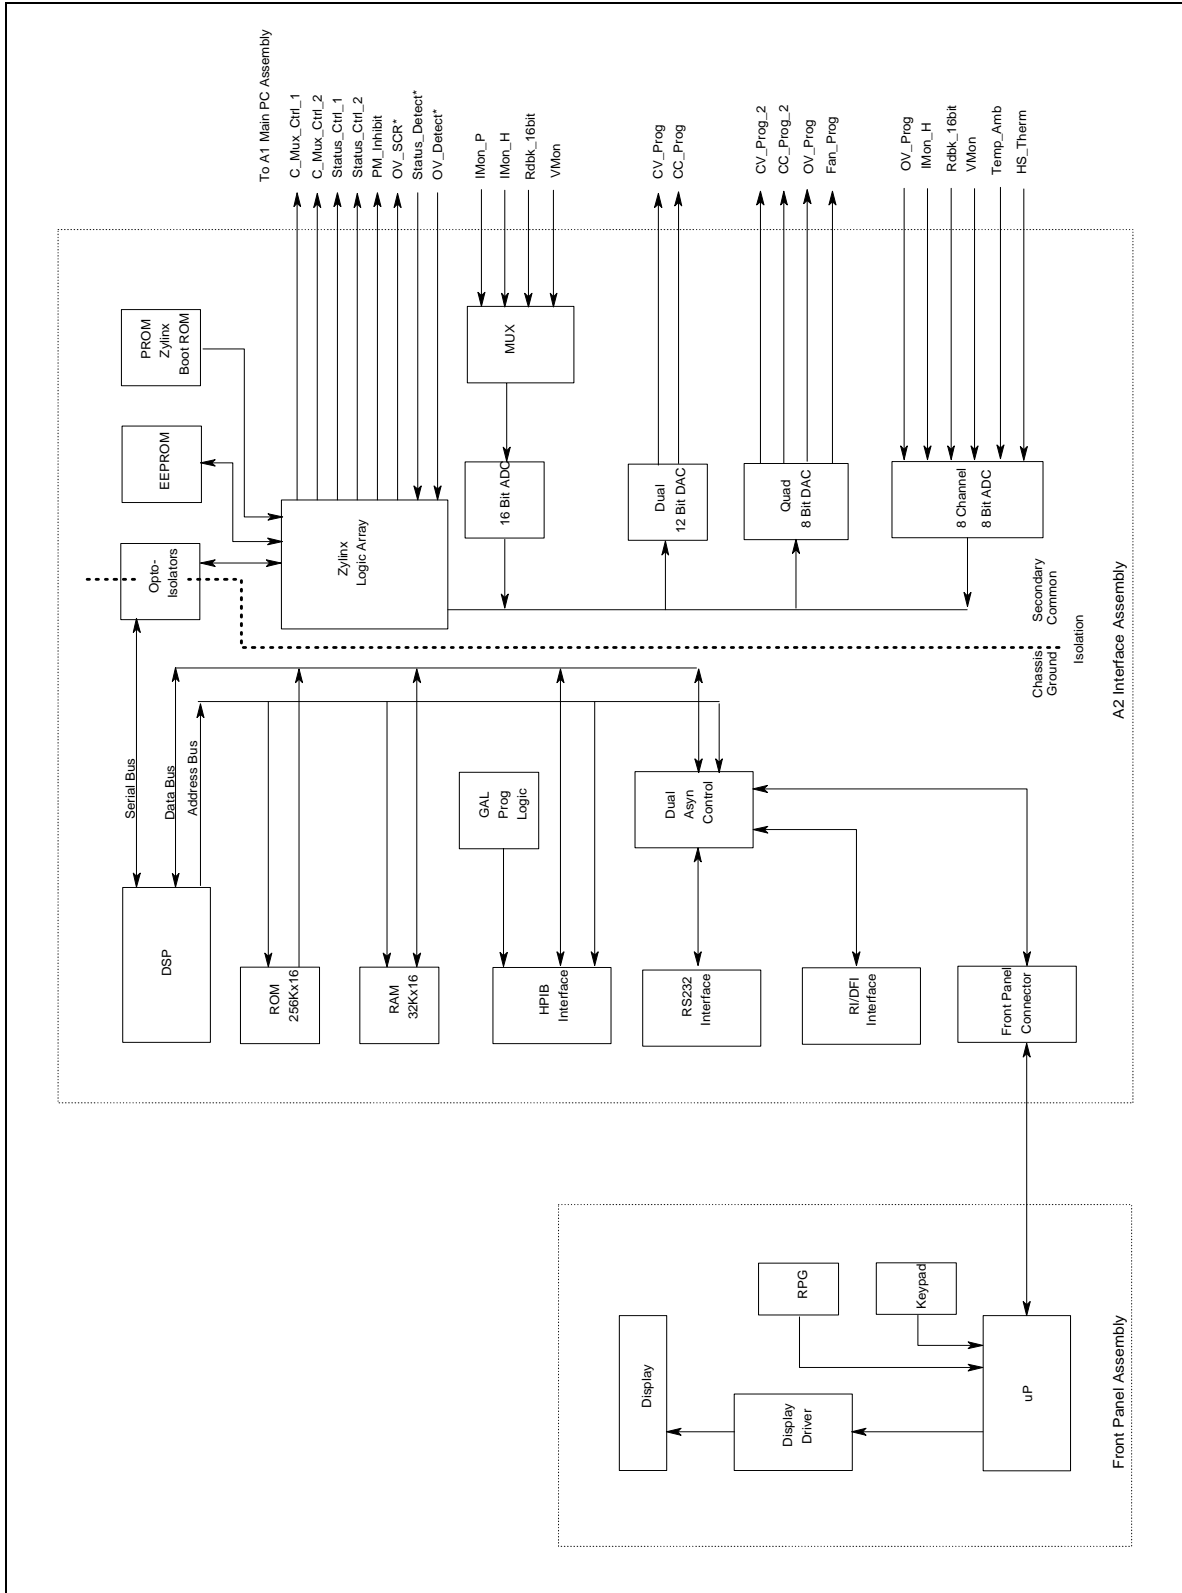 To A1 Main PC Assembly
C_Mux_Ctrl_1
C_Mux_Ctrl_2
Status_Ctrl_1
Status_Ctrl_2
PM_Inhibit
OV_SCR*
Status_Detect*
OV_Detect*
IMon_P
IMon_H
Rdbk_16bit
VMon
CV_Prog
CC_Prog
CV_Prog_2
CC_Prog_2
OV_Prog
Fan_Prog
OV_Prog
IMon_H
Rdbk_16bit
VMon
Temp_Amb
HS_Therm
PROM
Zylinx
Boot ROM
EEPROM
Opto-
Isolators
Zylinx
Logic Array
MUX
16 Bit ADC
Dual
12 Bit DAC
Quad
8 Bit DAC
8 Channel
8 Bit ADC
Secondary
Common
Chassis
Ground
Isolation
A2 Interface Assembly
Serial Bus
Data Bus
Address Bus
GAL
Prog
Logic
Dual
Asyn
Control
DSP
ROM
256Kx16
RAM
32Kx16
HPIB
Interface
RS232
Interface
RI/DFI
Interface
Front Panel
Connector
RPG
Keypad
Display
Display
Driver
uP
Front Panel Assembly